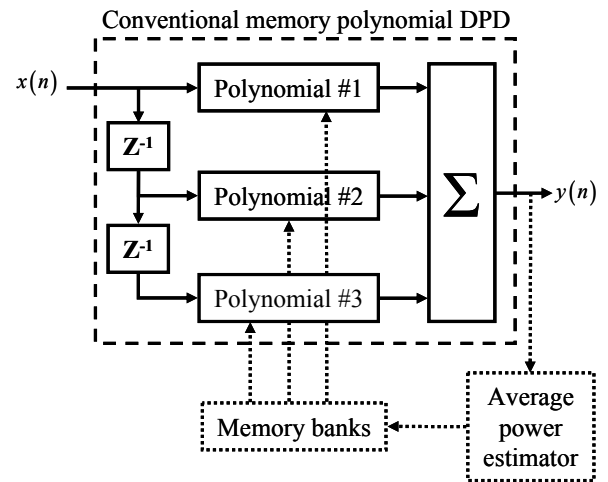 Conventional memory polynomial DPD
x(n)
Polynomial #1
Z-1
Polynomial #2
Σ
y(n)
Z-1
Polynomial #3
Memory banks
Average
power
estimator